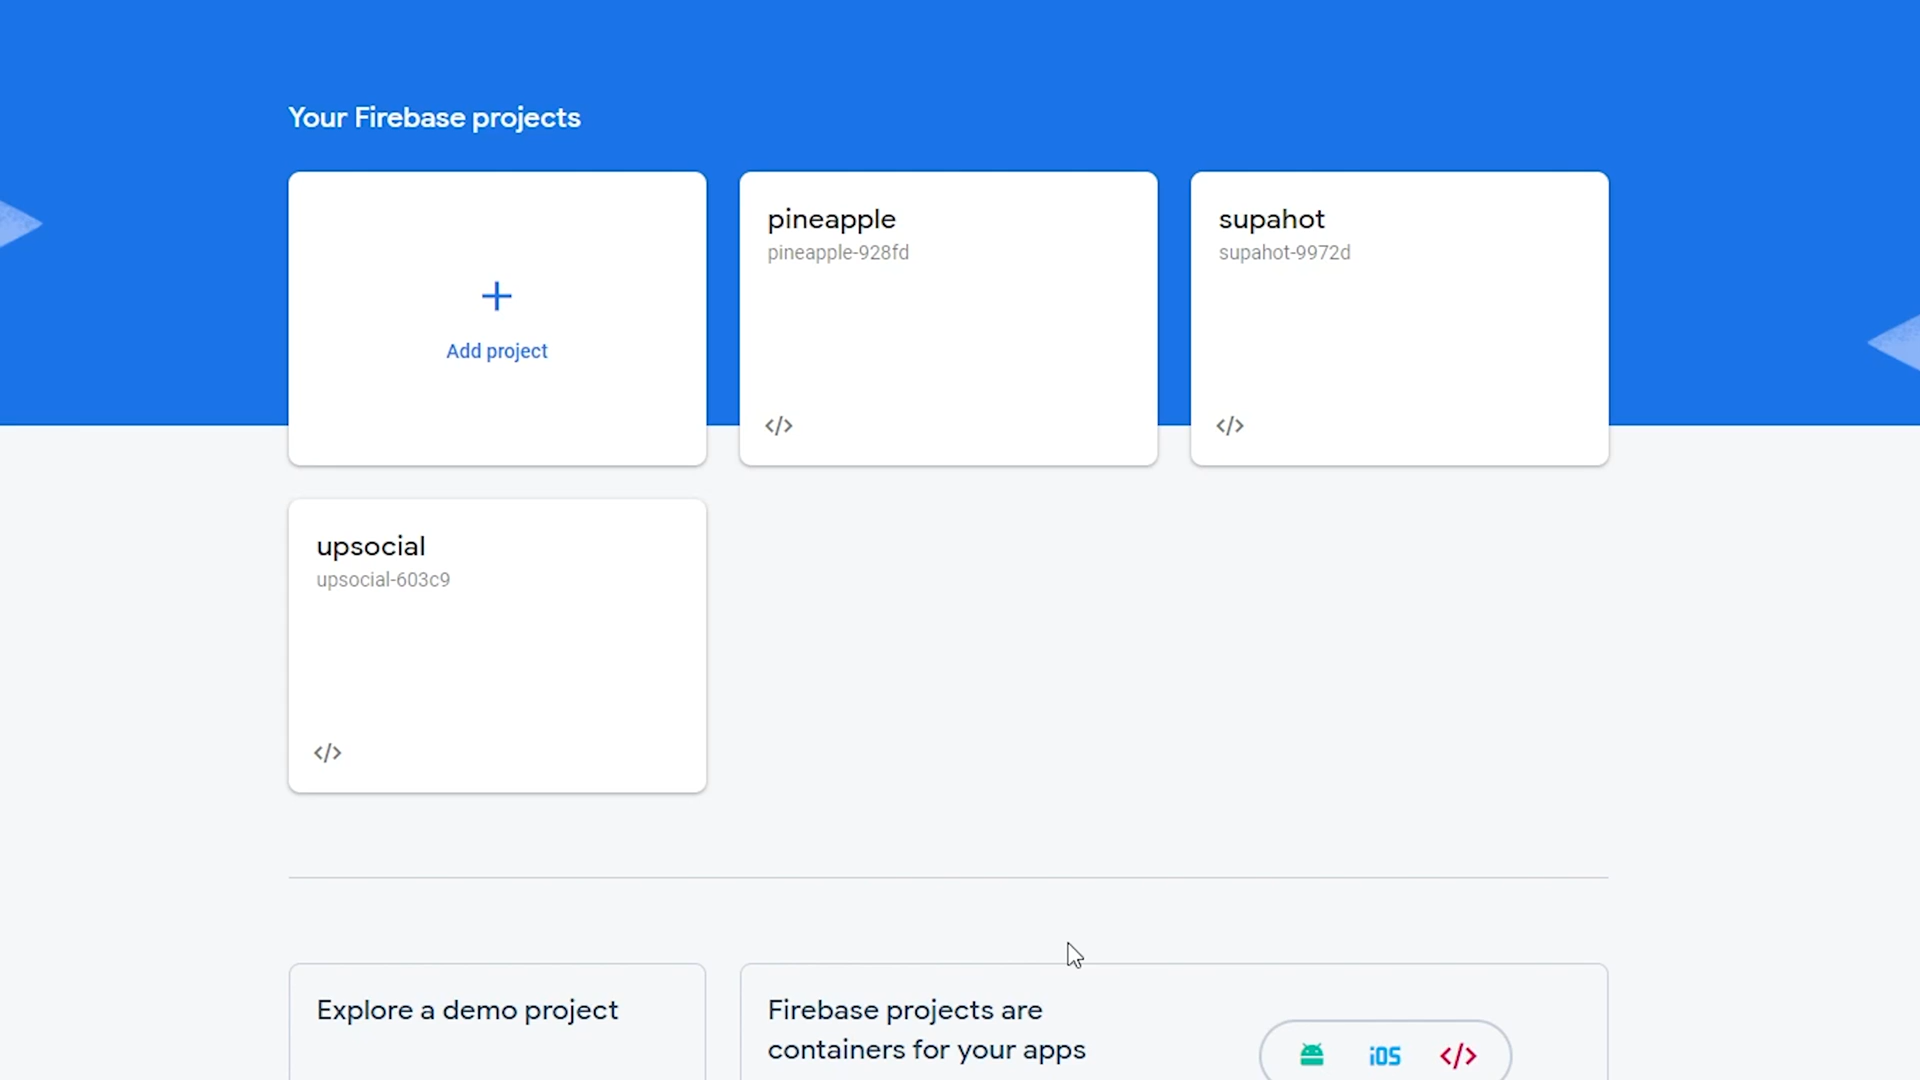 Your Firebase projects
Add project
pineapple
pineapple-928fd
</>
supahot
supahot-9972d
</>
upsocial
upsocial-603c9
</>
Explore a demo project
Firebase projects are
containers for your apps
iOS </>